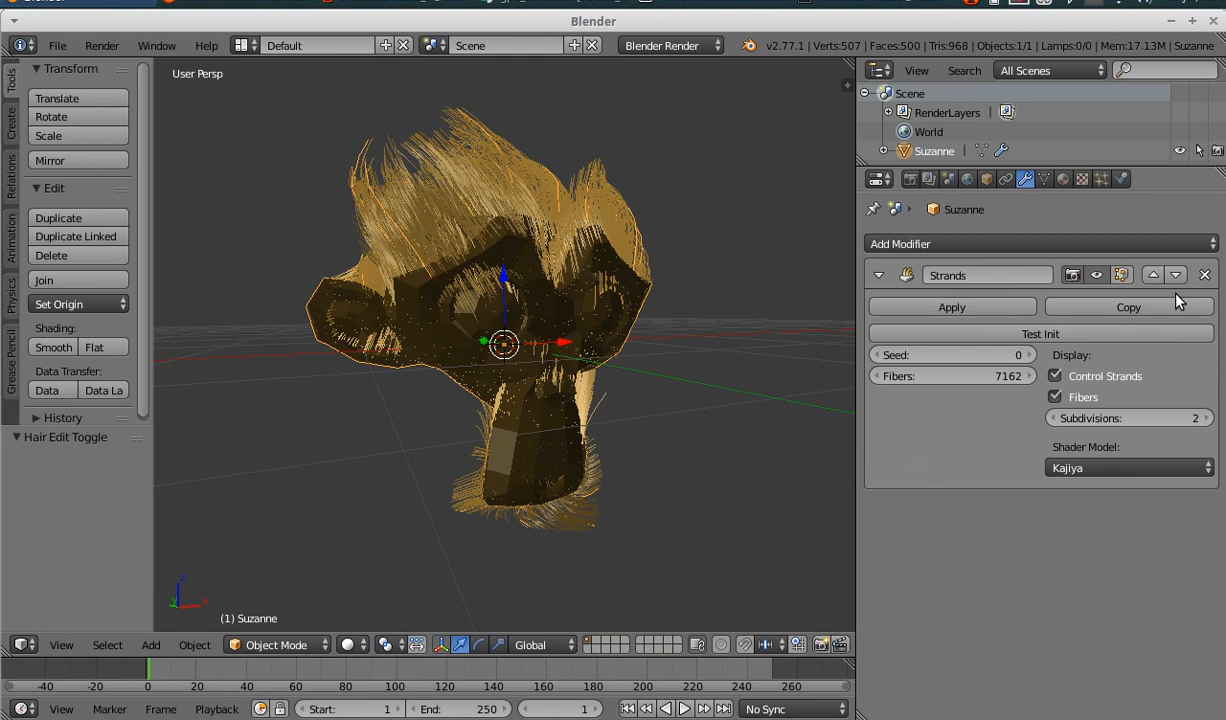 Blender
File Render Window Help Default Scene Blender Render v2.77.1 | Verts:507 | Faces:500 | Tris:968 | Objects:1/1 | Lamps:0/0 | Mem:17.13M | Suzanne
Tools
Create
Relations
Animation
Physics
Grease Pencil
Transform
Translate
Rotate
Scale
Mirror
Edit
Duplicate
Duplicate Linked
Delete
Join
Set Origin
Shading:
Smooth Flat
Data Transfer:
Data Data La
History
Hair Edit Toggle
User Persp
(1) Suzanne
View Search All Scenes
Scene
RenderLayers |
World
Suzanne |
Suzanne
Add Modifier
Strands
Apply Copy
Test Init
Seed: 0 Display:
Fibers: 7162 Control Strands
Fibers
Subdivisions: 2
Shader Model:
Kajiya
View Select Add Object Object Mode Global
-40 -20 0 20 40 60 80 100 120 140 160 180 200 220 240 260
View Marker Frame Playback Start: 1 End: 250 1 No Sync